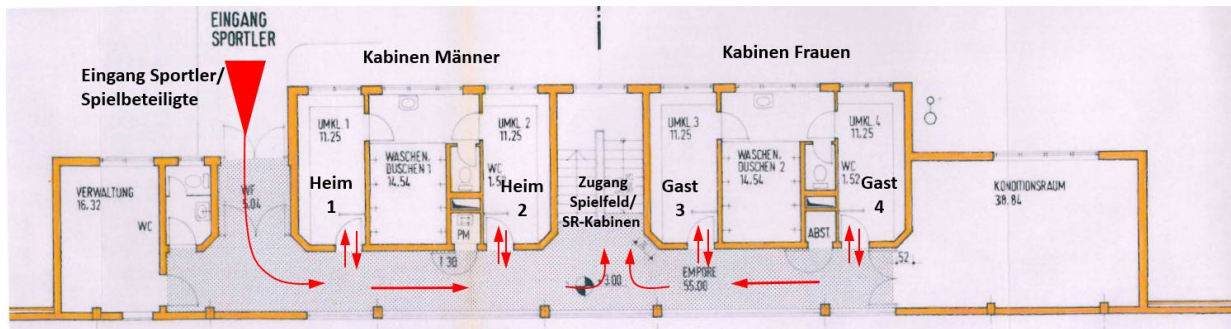 EINGANG
SPORTLER
Eingang Sportler/
Spielbeteiligte
Kabinen Männer
Kabinen Frauen
UMKL. 1
11.25
UMKL 2
11.25
UMKL.3
11.25
UMKL.4
11.25
VERWALTUNG
16.32
WC
WF
5.04
Heim
1
WASCHEN,
DUSCHEN 1
14.54
WC
PM
1.30
Heim
2
Zugang
Spielfeld/
SR-Kabinen
Gast
3
WASCHEN,
DUSCHEN 2
14.54
WC
1.52
ABST.
Gast
4
KONDITIONSRAUM
38.84
EMPORE
55.00
52